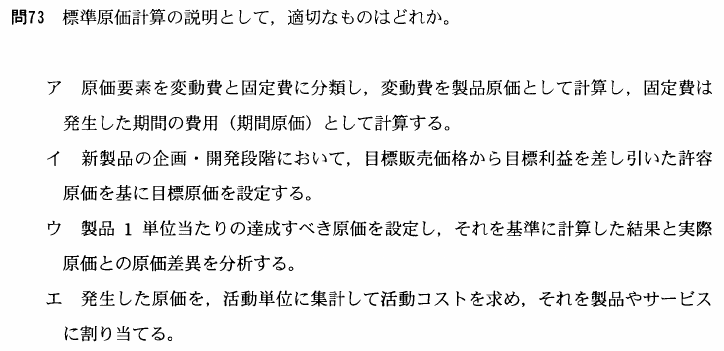 問73 標準原価計算の説明として，適切なものはどれか。
ア 原価要素を変動費と固定費に分類し，変動費を製品原価として計算し，固定費は
発生した期間の費用（期間原価）として計算する。
イ 新製品の企画・開発段階において，目標販売価格から目標利益を差し引いた許容
原価を基に目標原価を設定する。
ウ 製品 1 単位当たりの達成すべき原価を設定し，それを基準に計算した結果と実際
原価との原価差異を分析する。
エ 発生した原価を，活動単位に集計して活動コストを求め，それを製品やサービス
に割り当てる。